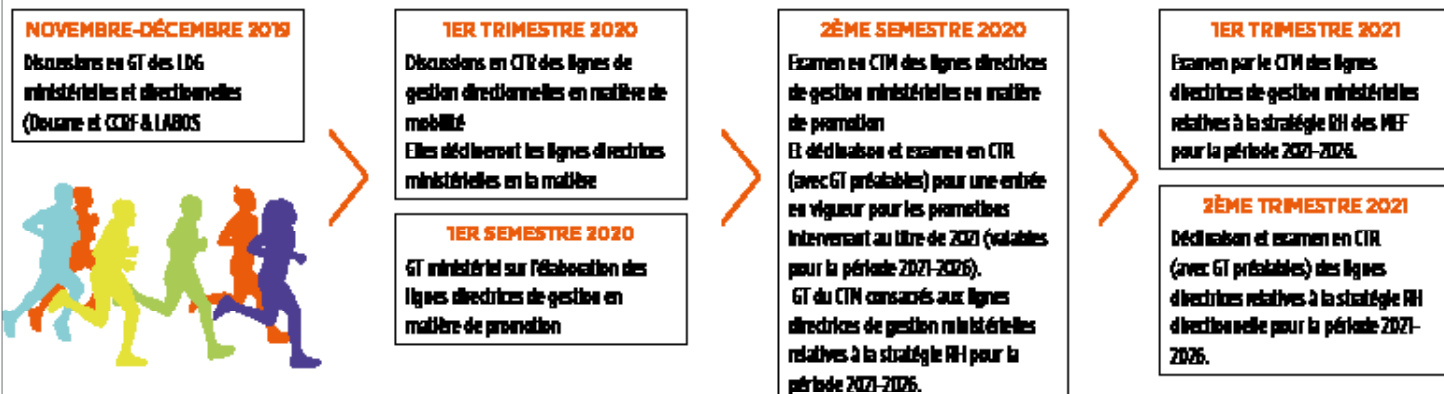 NOVEMBRE-DÉCEMBRE 2019
Discussions en GT des LDG
ministérielles et directionnelles
(Douane et CCRF & LABOS
1ER TRIMESTRE 2020
Discussions en CTR des lignes de
gestion directionnelles en matière de
mobilité
Elles déclineront les lignes directrices
ministérielles en la matière
1ER SEMESTRE 2020
GT ministériel sur l'élaboration des
lignes directrices de gestion en
matière de promotion
2ÈME SEMESTRE 2020
Examen en CTM des lignes directrices
de gestion ministérielles en matière
de promotion
Et déclinaison et examen en CTR
(avec GT préalables) pour une entrée
en vigueur pour les promotions
intervenant au titre de 2021 (valables
pour la période 2021-2026).
GT du CTM consacrés aux lignes
directrices de gestion ministérielles
relatives à la stratégie RH pour la
période 2021-2026.
1ER TRIMESTRE 2021
Examen par le CTM des lignes
directrices de gestion ministérielles
relatives à la stratégie RH des MEF
pour la période 2021-2026.
2ÈME TRIMESTRE 2021
Déclinaison et examen en CTR
(avec GT préalables) des lignes
directrices relatives à la stratégie RH
directionnelle pour la période 2021-
2026.